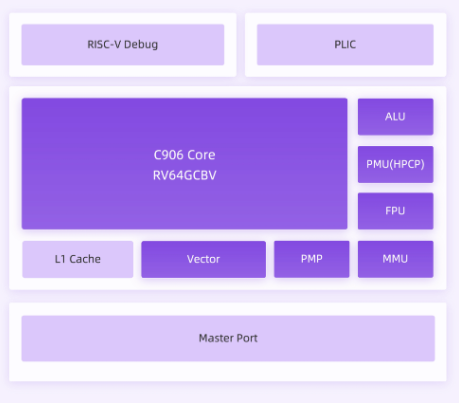 RISC-V Debug
PLIC
C906 Core
RV64GCBV
ALU
PMU(HPCP)
FPU
L1 Cache
Vector
PMP
MMU
Master Port